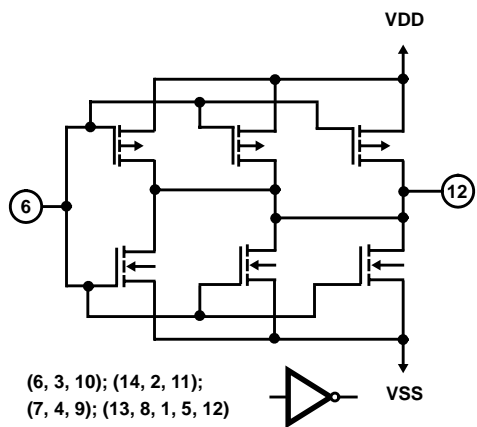 VDD
6
12
(6, 3, 10); (14, 2, 11);
(7, 4, 9); (13, 8, 1, 5, 12)
VSS